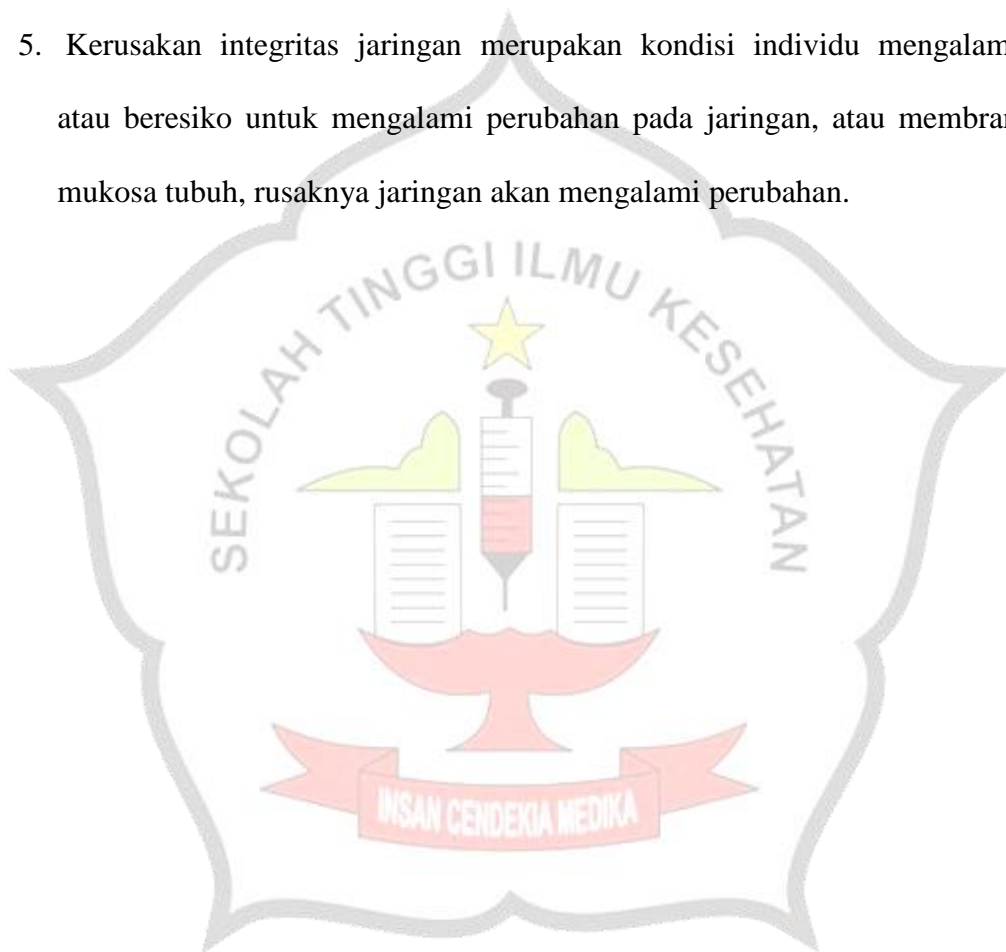 5. Kerusakan integritas jaringan merupakan kondisi individu mengalam
atau beresiko untuk mengalami perubahan pada jaringan, atau membran
mukosa tubuh, rusaknya jaringan akan mengalami perubahan.
SEKOLAH TINGGI ILMU KESEHATAN
INSAN CENDEKIA MEDIKA